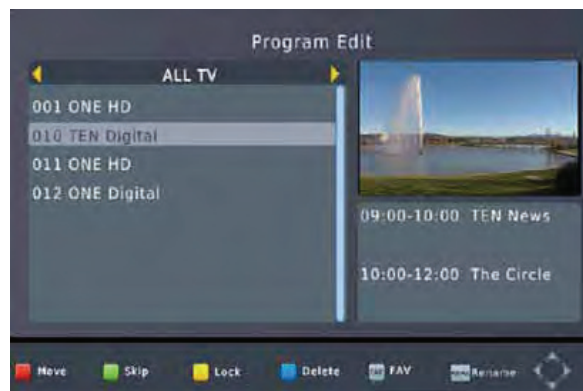 Program Edit
ALL TV
001 ONE HD
010 TEN Digital
011 ONE HD
012 ONE Digital
09:00-10:00 TEN News
10:00-12:00 The Circle
Move Skip Lock Delete FAV Rename